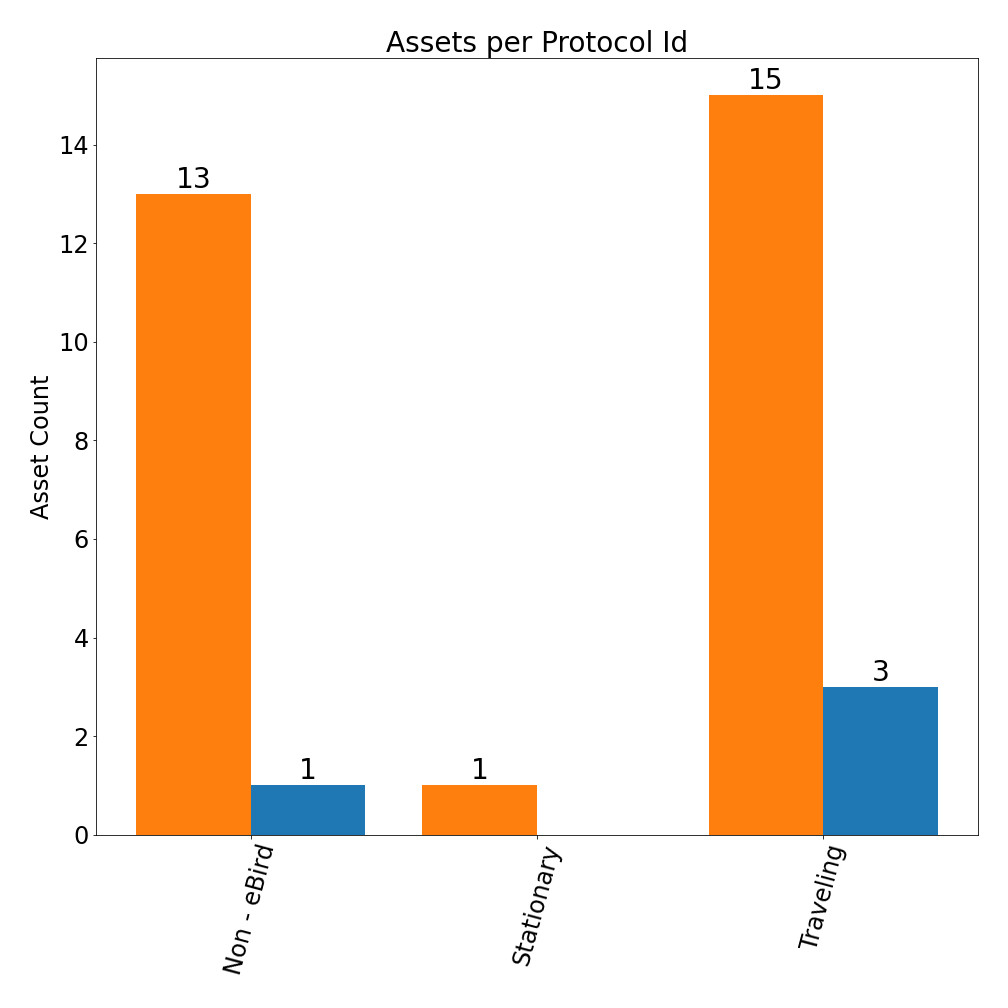 Assets per Protocol Id
15
14
13
12
10
Asset Count
8
6
4
3
2
1
1
0
Non - eBird
Stationary
Traveling